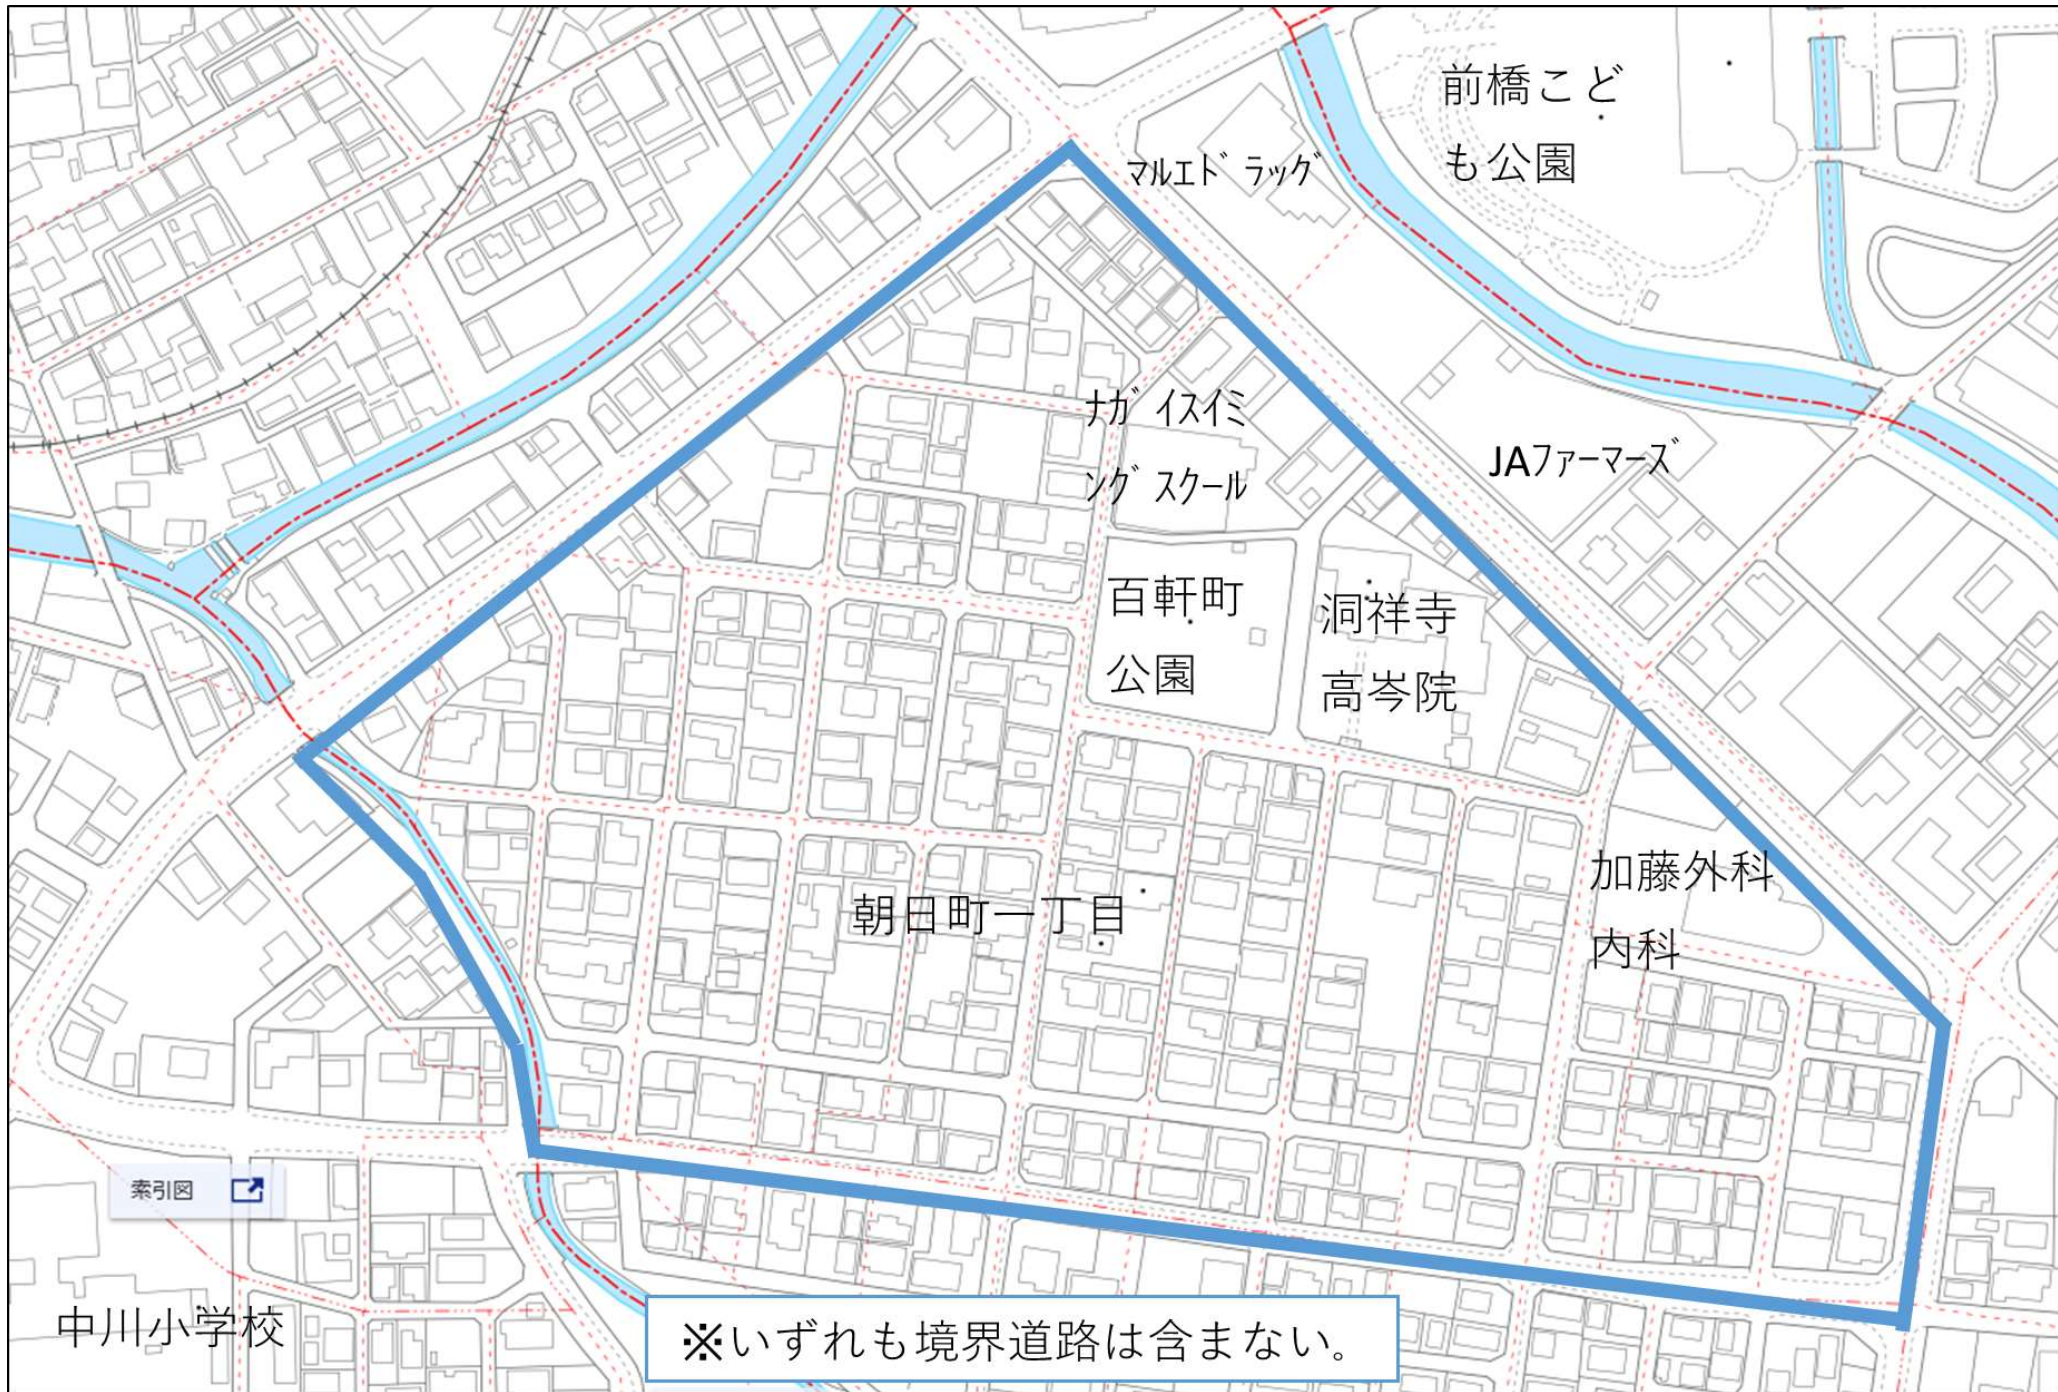 前橋こど
も公園
マルエドラッグ
ナガイスイミ
ングスクール
JAファーマーズ
百軒町
公園
洞祥寺
高岑院
加藤外科
内科
朝日町一丁目
索引図
中川小学校
※いずれも境界道路は含まない。